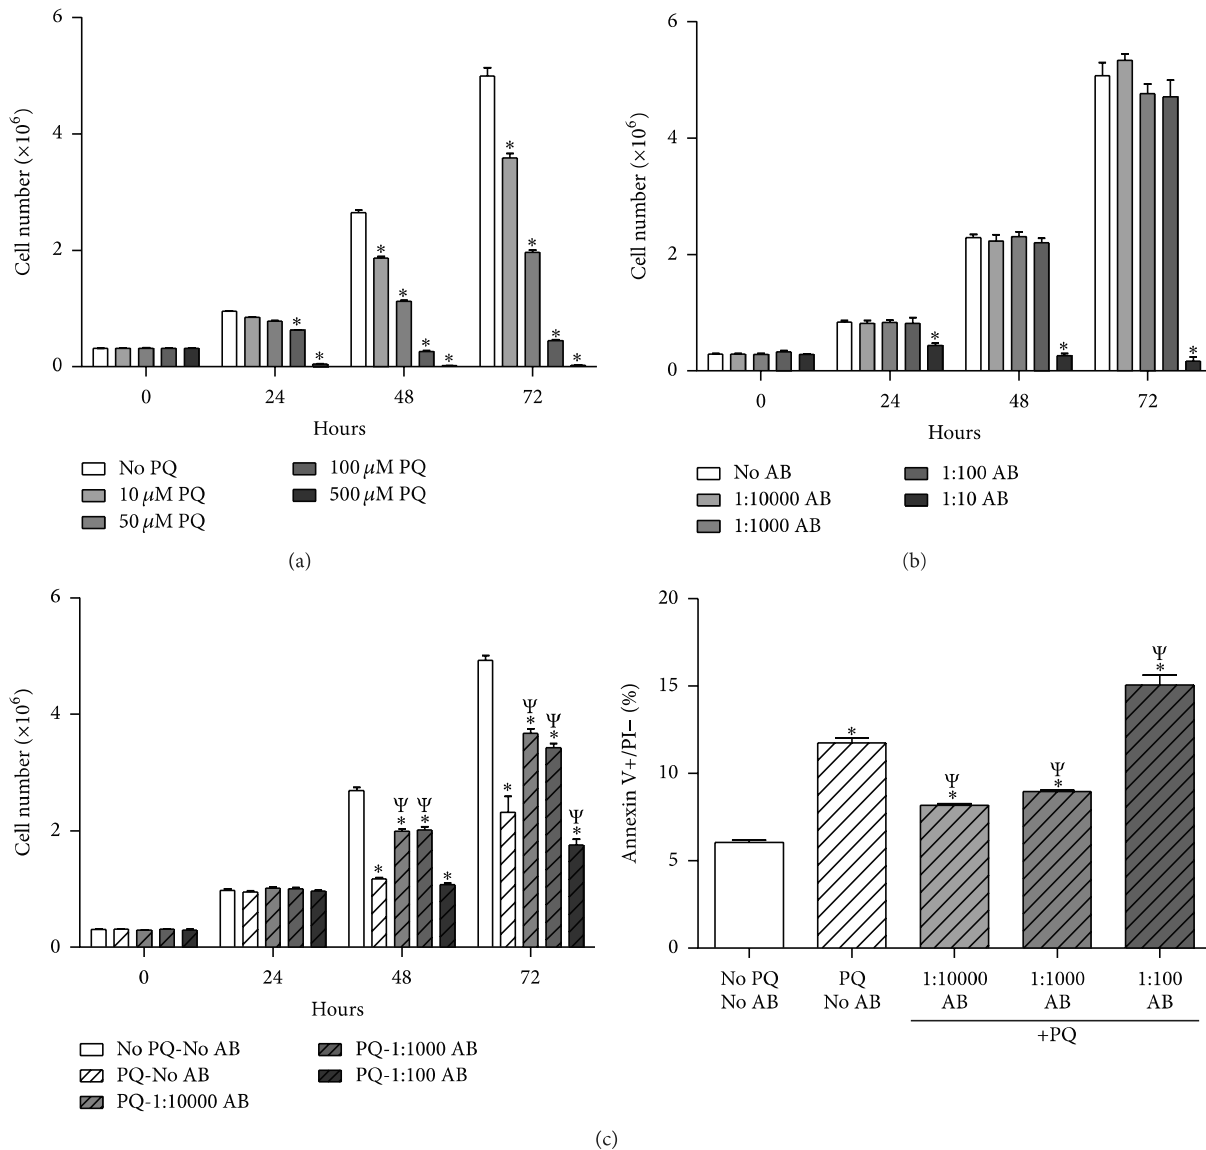 6
4
2
0
Cell number (×10⁶)
* * * * * * * * * *
0 24 48 72
Hours
No PQ
10 μM PQ
50 μM PQ
100 μM PQ
500 μM PQ
(a)
6
4
2
0
Cell number (×10⁶)
* * *
0 24 48 72
Hours
No AB
1:10000 AB
1:1000 AB
1:100 AB
1:10 AB
(b)
6
4
2
0
Cell number (×10⁶)
Ψ Ψ Ψ Ψ Ψ
* * * * * * * *
0 24 48 72
Hours
No PQ-No AB
PQ-No AB
PQ-1:10000 AB
PQ-1:1000 AB
PQ-1:100 AB
20
15
10
5
0
Annexin V+/PI− (%)
Ψ Ψ Ψ
* * * *
No PQ PQ 1:10000 1:1000 1:100
No AB No AB AB AB AB
+PQ
(c)